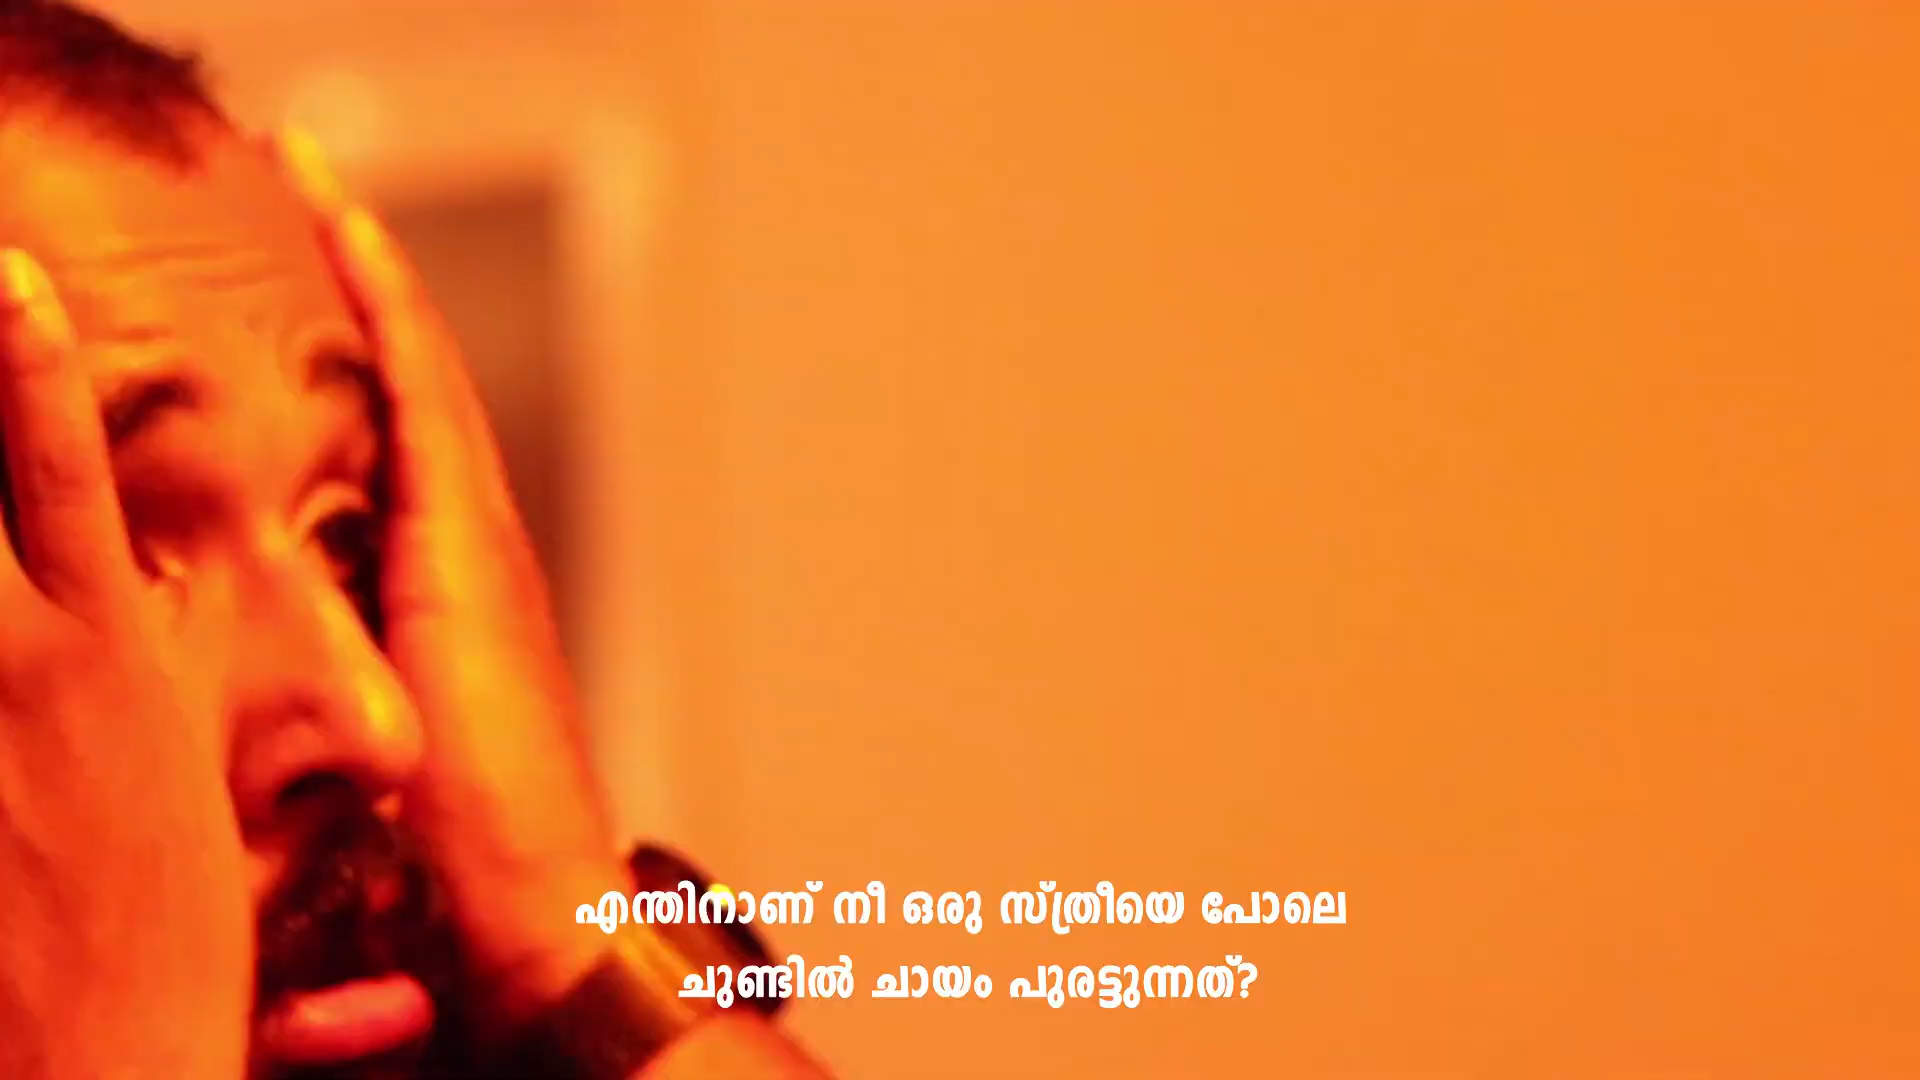 എന്തിനാണ് നീ ഒരു സ്ത്രീയെ പോലെ
ചുണ്ടിൽ ചായം പുരട്ടുന്നത്?